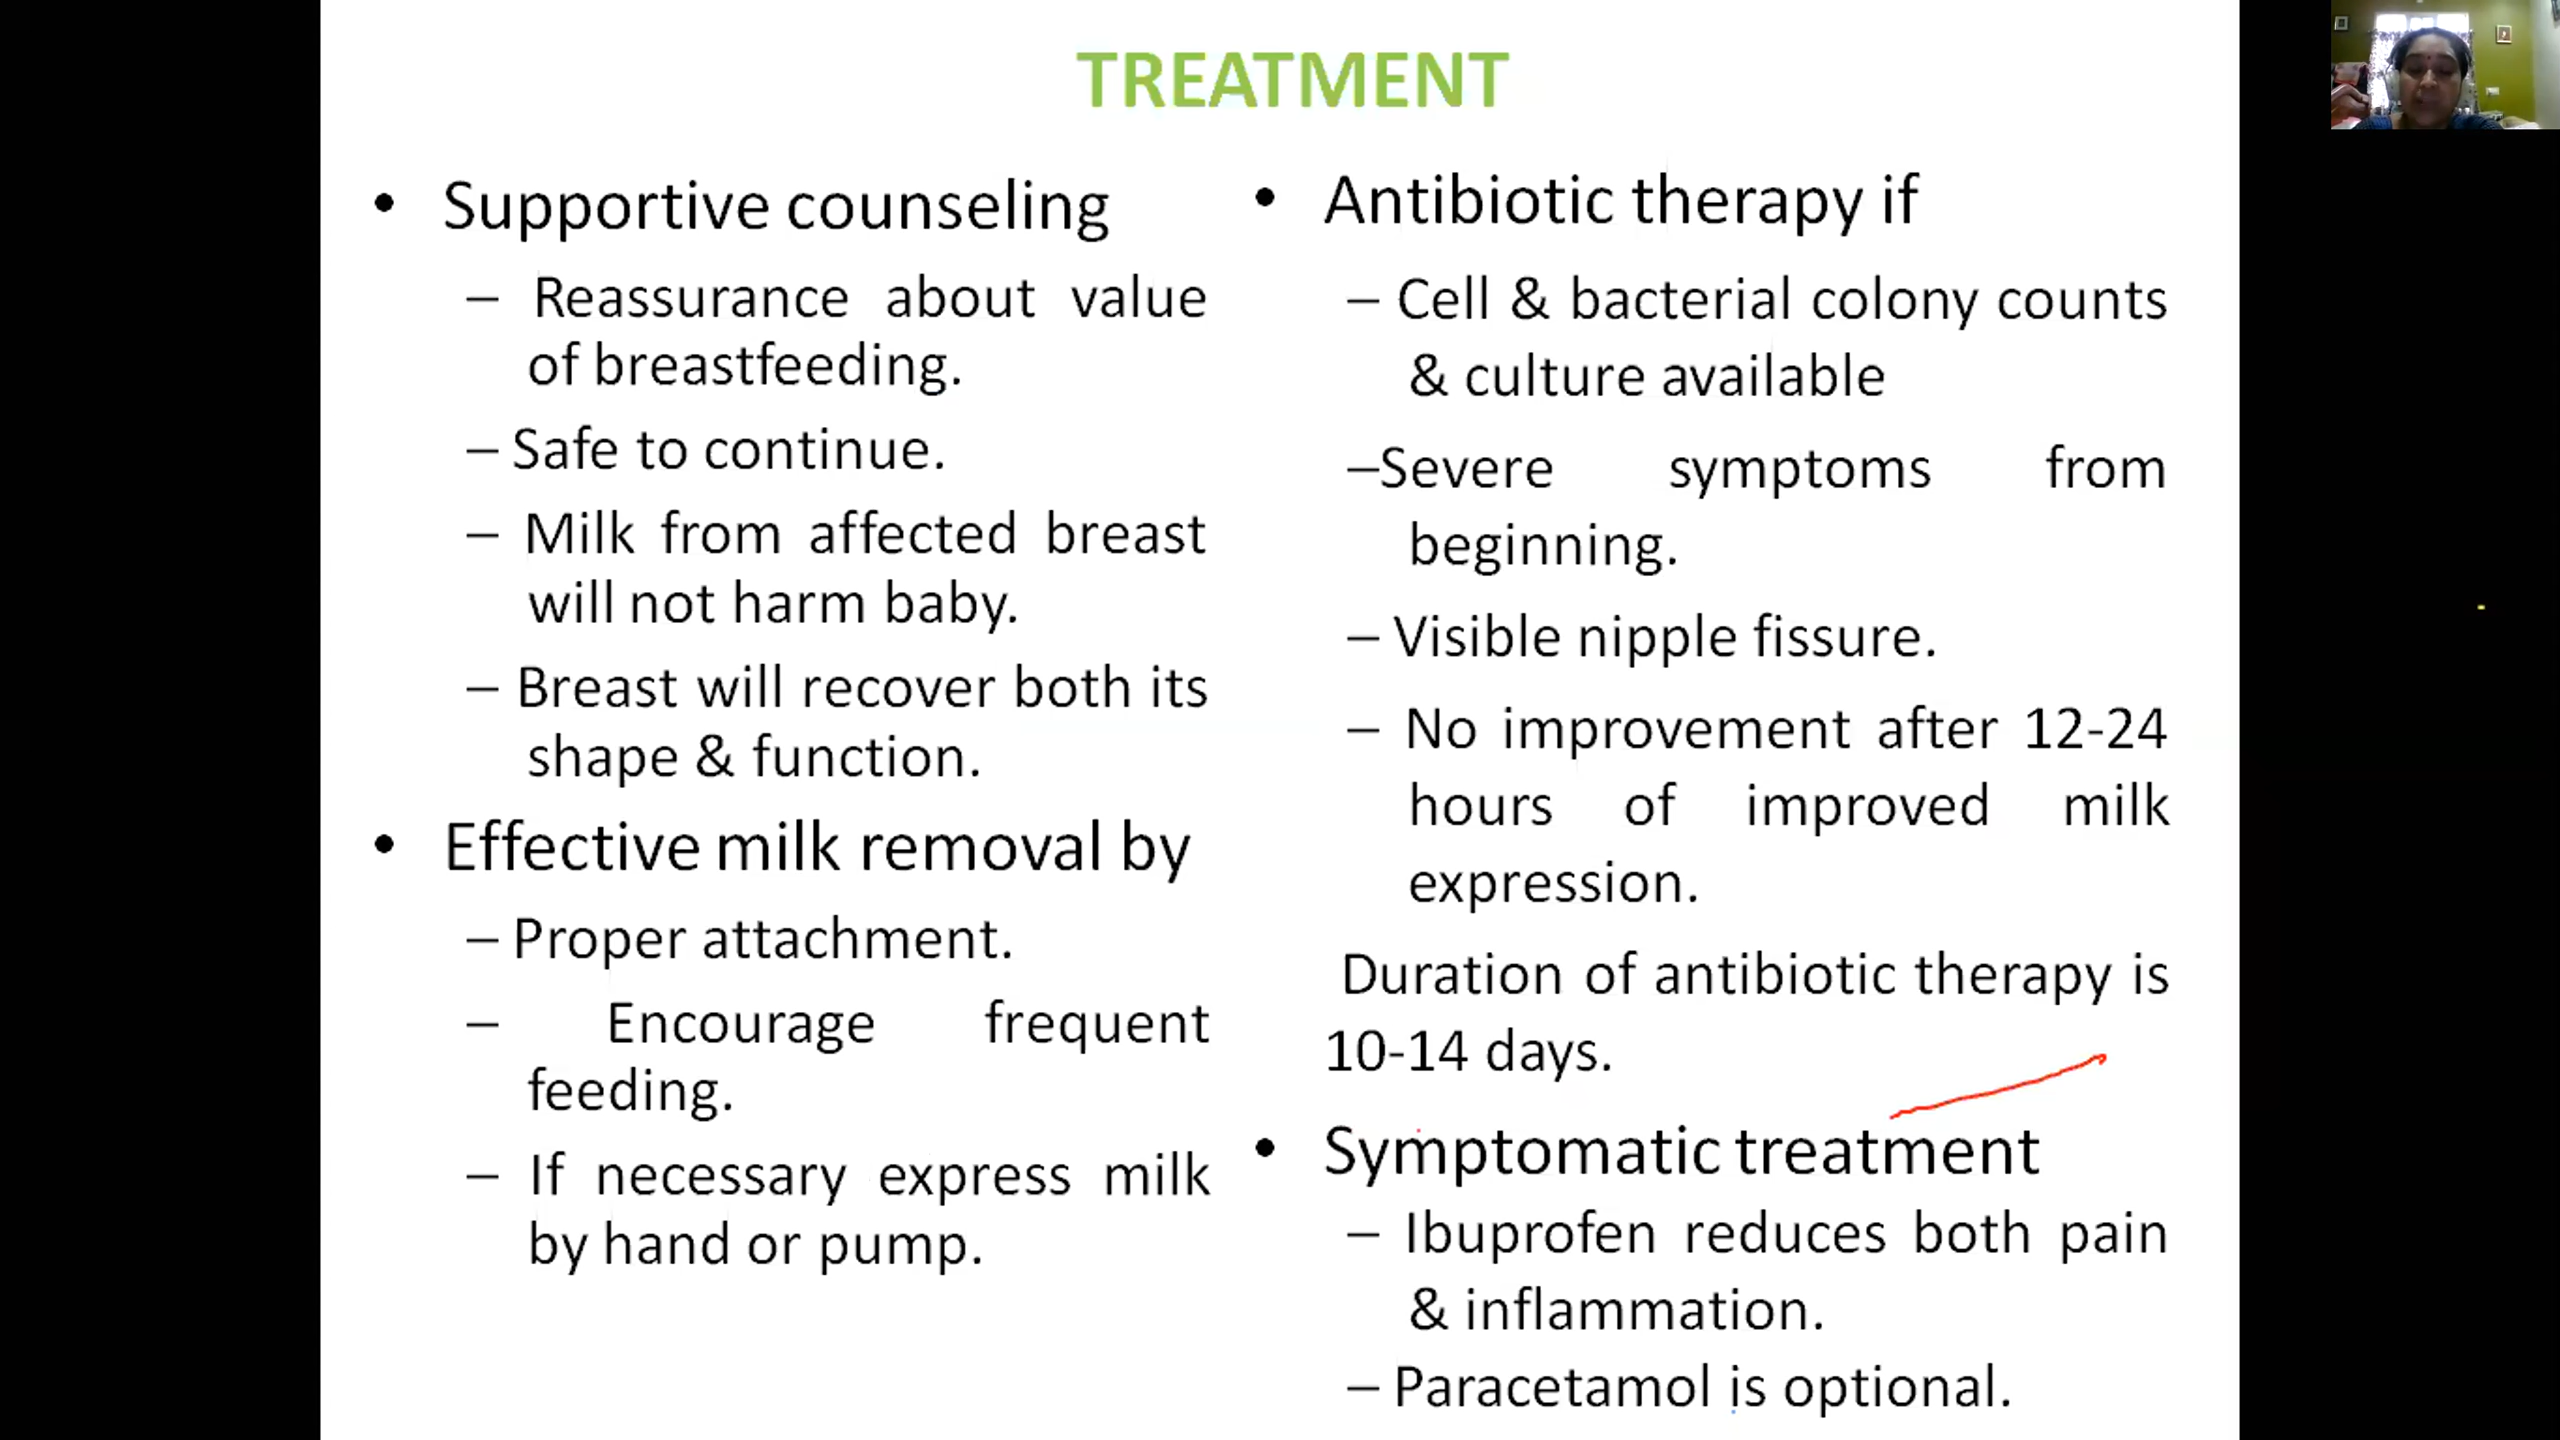 TREATMENT
• Supportive counseling
– Reassurance about value
of breastfeeding.
– Safe to continue.
– Milk from affected breast
will not harm baby.
– Breast will recover both its
shape & function.
• Effective milk removal by
– Proper attachment.
– Encourage frequent
feeding.
– If necessary express milk
by hand or pump.
• Antibiotic therapy if
– Cell & bacterial colony counts
& culture available
–Severe symptoms from
beginning.
– Visible nipple fissure.
– No improvement after 12-24
hours of improved milk
expression.
Duration of antibiotic therapy is
10-14 days.
• Symptomatic treatment
– Ibuprofen reduces both pain
& inflammation.
– Paracetamol is optional.